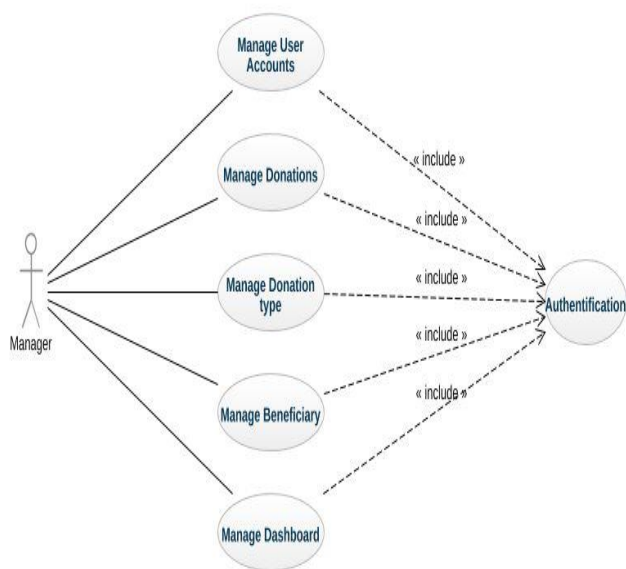 Manage User
Accounts
« include »
Manage Donations
« include »
Manage Donation
type
« include »
Authentification
Manager
« include »
Manage Beneficiary
« include »
Manage Dashboard